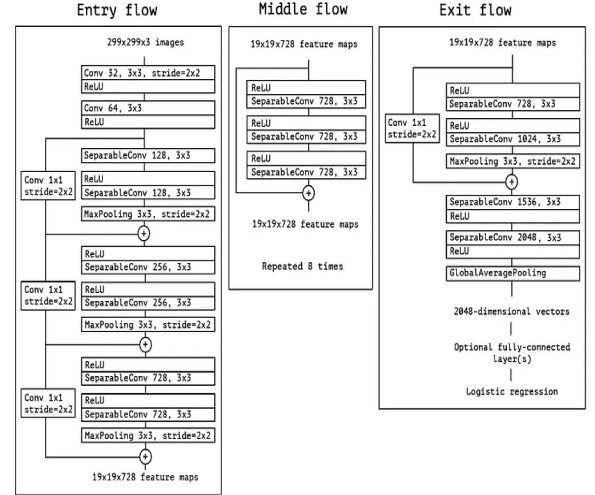 Entry flow
299x299x3 images
Conv 32, 3x3, stride=2x2
ReLU
Conv 64, 3x3
ReLU
SeparableConv 128, 3x3
Conv 1x1
stride=2x2
ReLU
SeparableConv 128, 3x3
MaxPooling 3x3, stride=2x2
+
ReLU
SeparableConv 256, 3x3
Conv 1x1
stride=2x2
ReLU
SeparableConv 256, 3x3
MaxPooling 3x3, stride=2x2
+
ReLU
SeparableConv 728, 3x3
Conv 1x1
stride=2x2
ReLU
SeparableConv 728, 3x3
MaxPooling 3x3, stride=2x2
+
19x19x728 feature maps
Middle flow
19x19x728 feature maps
ReLU
SeparableConv 728, 3x3
ReLU
SeparableConv 728, 3x3
ReLU
SeparableConv 728, 3x3
+
19x19x728 feature maps
Repeated 8 times
Exit flow
19x19x728 feature maps
ReLU
SeparableConv 728, 3x3
Conv 1x1
stride=2x2
ReLU
SeparableConv 1024, 3x3
MaxPooling 3x3, stride=2x2
+
SeparableConv 1536, 3x3
ReLU
SeparableConv 2048, 3x3
ReLU
GlobalAveragePooling
2048-dimensional vectors
Optional fully-connected
layer(s)
Logistic regression